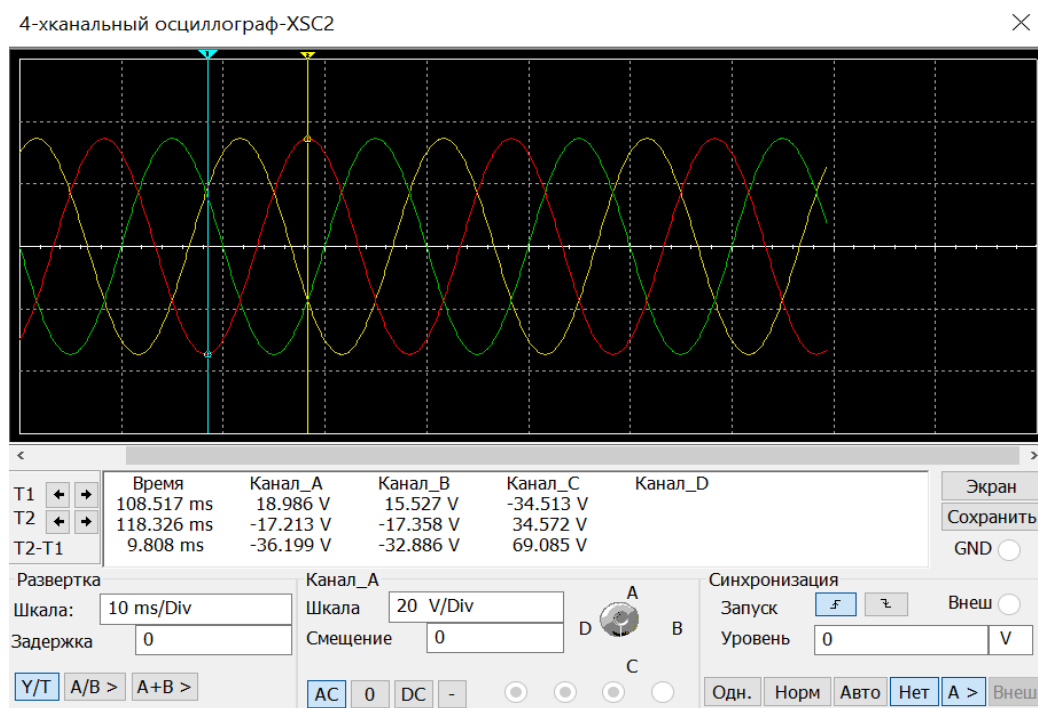 4-хканальный осциллограф-XSC2
1 2
T1 Время Канал_A Канал_B Канал_C Канал_D Экран
108.517 ms 18.986 V 15.527 V -34.513 V
T2 118.326 ms -17.213 V -17.358 V 34.572 V Сохранить
T2-T1 9.808 ms -36.199 V -32.886 V 69.085 V GND
Развертка Канал_A Синхронизация
Шкала: 10 ms/Div Шкала 20 V/Div A Запуск Внеш
D B
Задержка 0 Смещение 0 Уровень 0 V
C
Y/T A/B > A+B > AC 0 DC - Одн. Норм Авто Нет A > Внеш